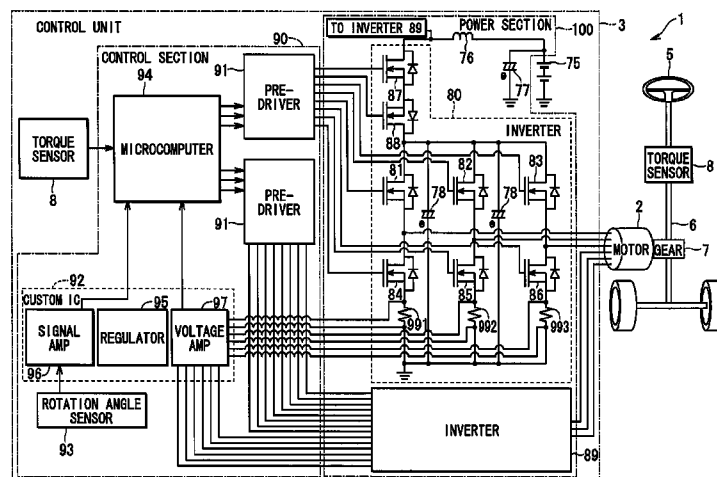 CONTROL UNIT
90
TO INVERTER 89
POWER SECTION
100
3
1
CONTROL SECTION
94
91
PRE-
DRIVER
76
77
75
5
TORQUE
SENSOR
8
MICROCOMPUTER
87
88
80
INVERTER
PRE-
DRIVER
91
81
78
82
78
83
TORQUE
SENSOR
8
2
6
MOTOR
GEAR
7
92
CUSTOM IC
95
97
SIGNAL
AMP
REGULATOR
VOLTAGE
AMP
96
84
85
86
991
992
993
ROTATION ANGLE
SENSOR
93
INVERTER
89